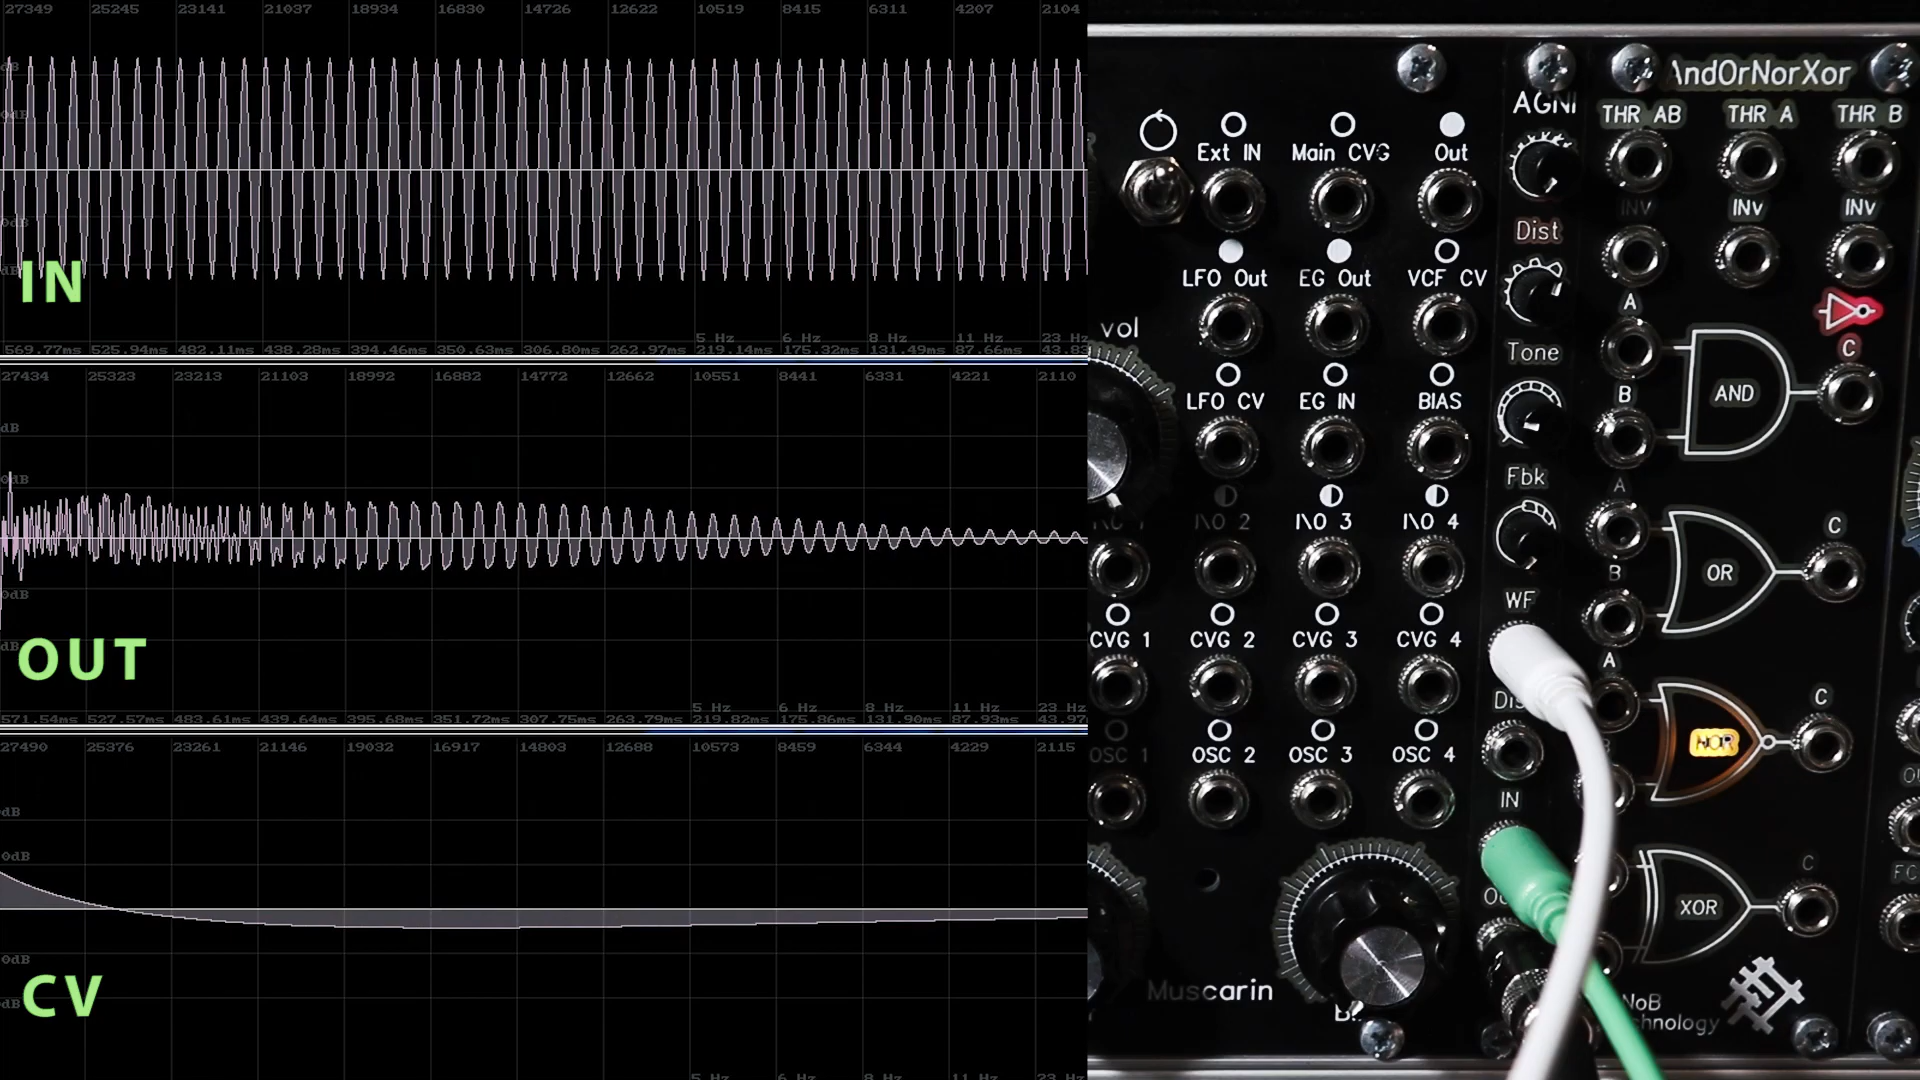 27349 25245 23141 21037 18934 16830 14726 12622 10519 8415 6311 4207 2104
IN
5 Hz 6 Hz 8 Hz 11 Hz 23 Hz
569.77ms 525.94ms 482.11ms 438.28ms 394.46ms 350.63ms 306.80ms 262.97ms 219.14ms 175.32ms 131.49ms 87.66ms 43.83
27434 25323 23213 21103 18992 16882 14772 12662 10551 8441 6331 4221 2110
OUT
5 Hz 6 Hz 8 Hz 11 Hz 23 Hz
571.54ms 527.57ms 483.61ms 439.64ms 395.68ms 351.72ms 307.75ms 263.79ms 219.82ms 175.86ms 131.90ms 87.93ms 43.97
27490 25376 23261 21146 19032 16917 14803 12688 10573 8459 6344 4229 2115
CV
Ext IN Main CVG Out
LFO Out EG Out VCF CV
vol
LFO CV EG IN BIAS
I\O 2 I\O 3 I\O 4
CVG 1 CVG 2 CVG 3 CVG 4
OSC 1 OSC 2 OSC 3 OSC 4
Muscarin
AGNI
Dist
Tone
Fbk
WF
IN
ndOrNorXor
THR AB THR A THR B
INV INV INV
A
B
AND
C
A
B
OR
C
A
NOR
C
XOR
C
NoB